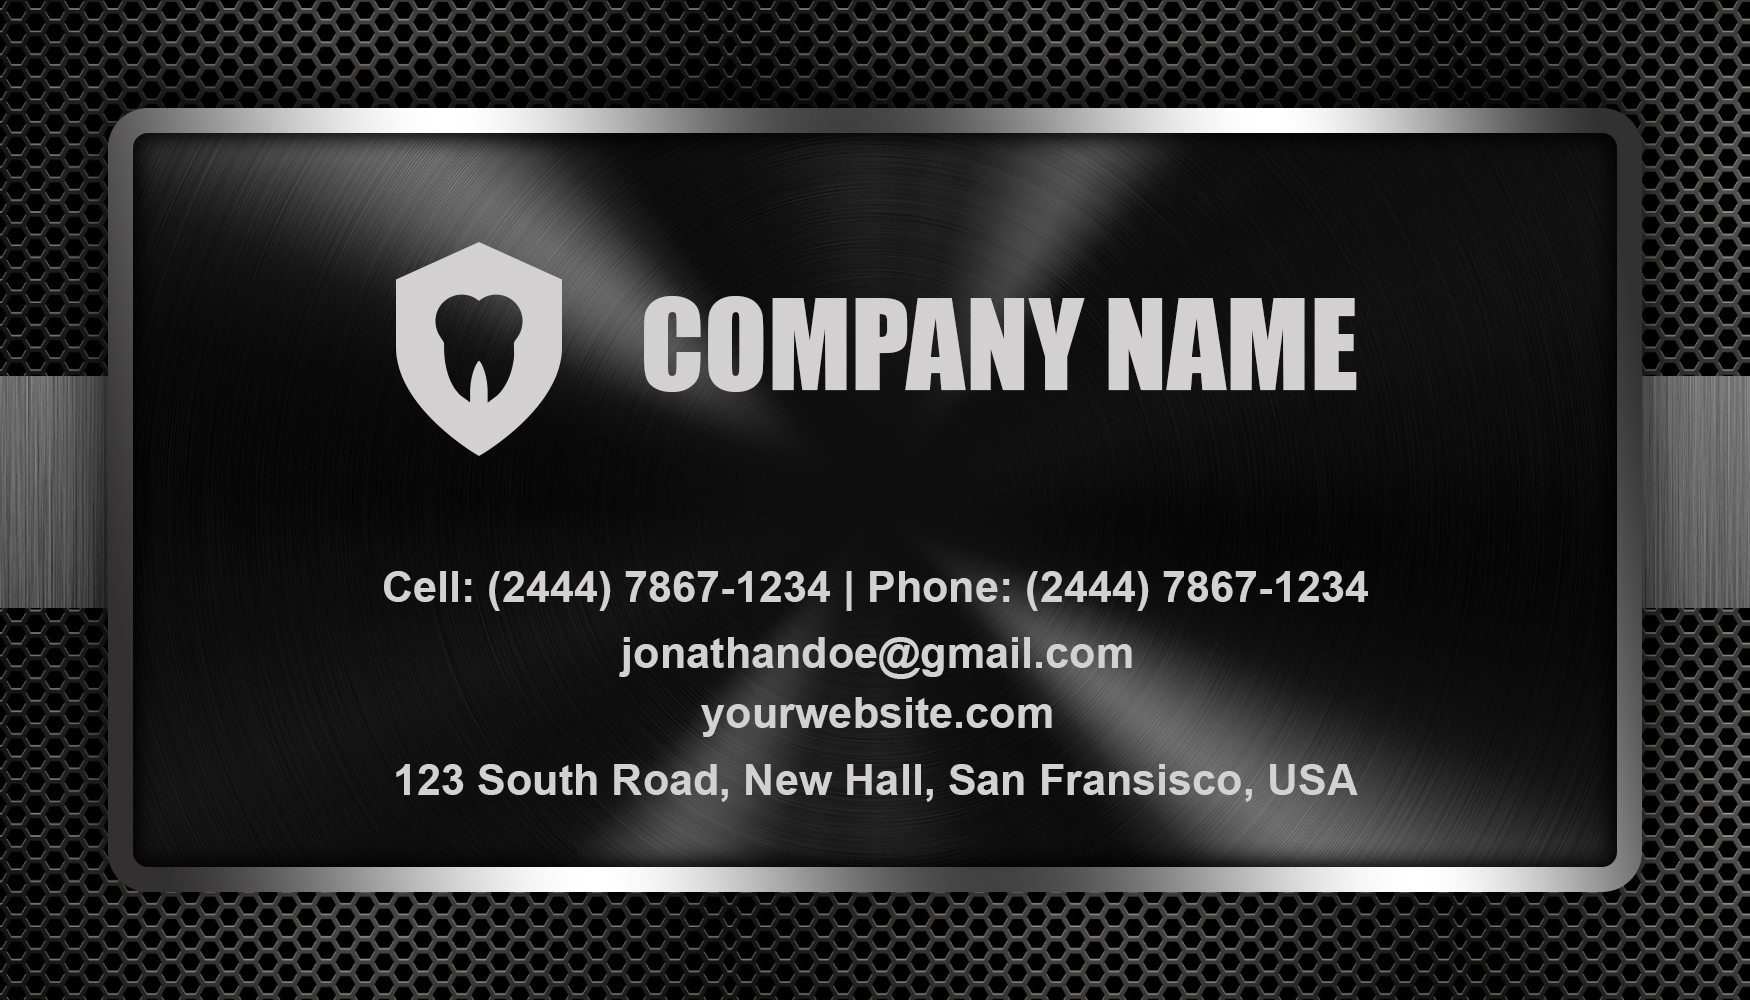 COMPANY NAME
Cell: (2444) 7867-1234 | Phone: (2444) 7867-1234
jonathandoe@gmail.com
yourwebsite.com
123 South Road, New Hall, San Fransisco, USA